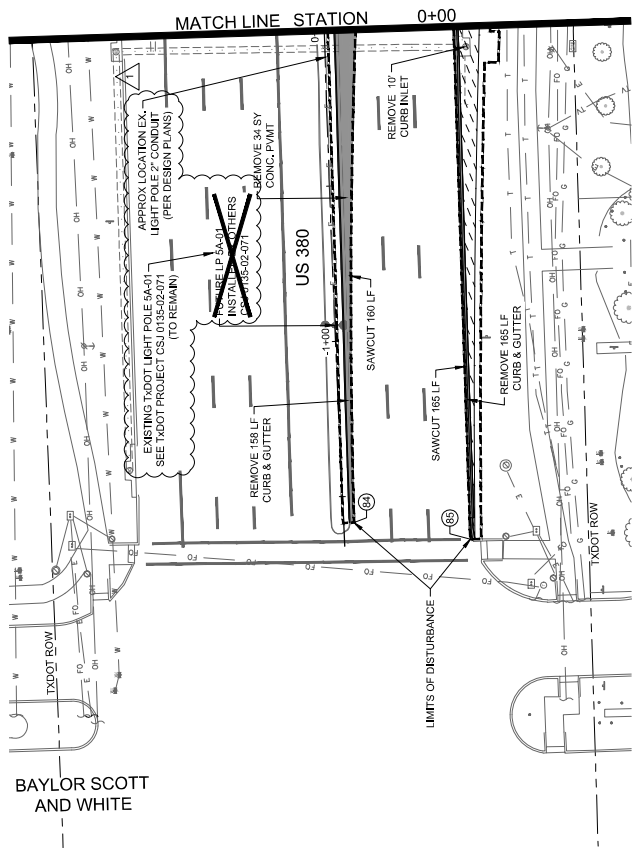 MATCH LINE STATION 0+00
1
APPROX LOCATION EX.
LIGHT POLE 2" CONDUIT
(PER DESIGN PLANS)
REMOVE 34 SY
CONC. PVMT
REMOVE 10'
CURB INLET
EXISTING TxDOT LIGHT POLE 5A-01
SEE TxDOT PROJECT CSJ 0135-02-071
(TO REMAIN)
FUTURE LP 5A-01
OTHERS
0135-02-071
US 380
-1+00
SAWCUT 160 LF
REMOVE 158 LF
CURB & GUTTER
SAWCUT 165 LF
REMOVE 165 LF
CURB & GUTTER
84
85
LIMITS OF DISTURBANCE
TXDOT ROW
TXDOT ROW
BAYLOR SCOTT
AND WHITE